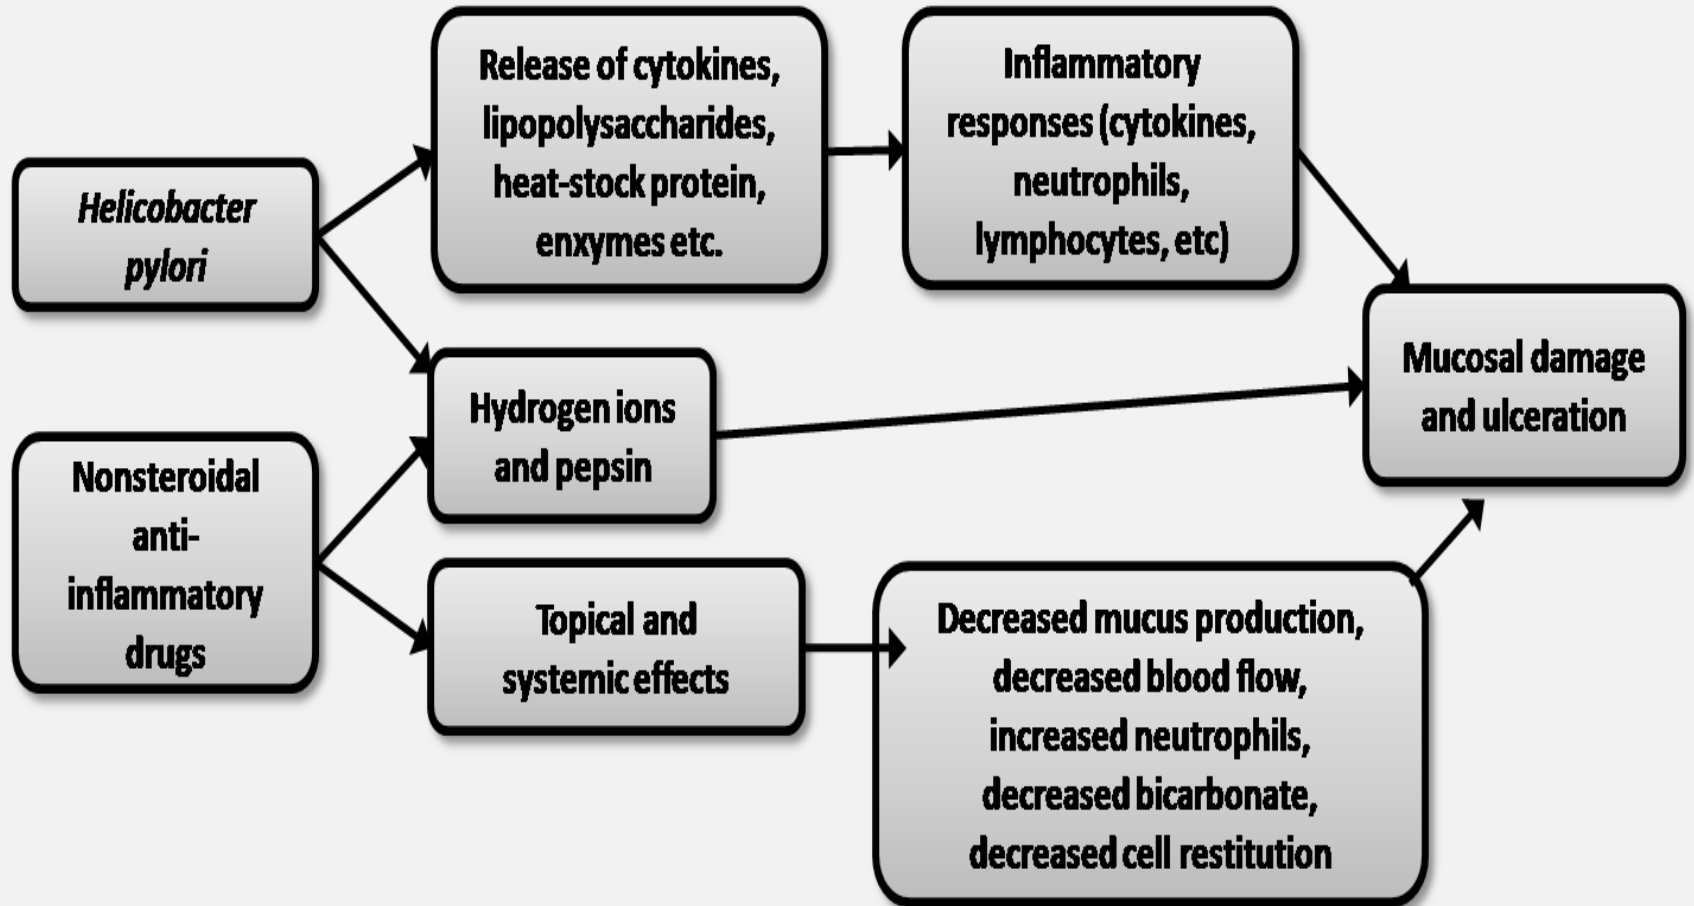 Helicobacter
pylori
Release of cytokines,
lipopolysaccharides,
heat-stock protein,
enxymes etc.
Inflammatory
responses (cytokines,
neutrophils,
lymphocytes, etc)
Hydrogen ions
and pepsin
Mucosal damage
and ulceration
Nonsteroidal
anti-
inflammatory
drugs
Topical and
systemic effects
Decreased mucus production,
decreased blood flow,
increased neutrophils,
decreased bicarbonate,
decreased cell restitution